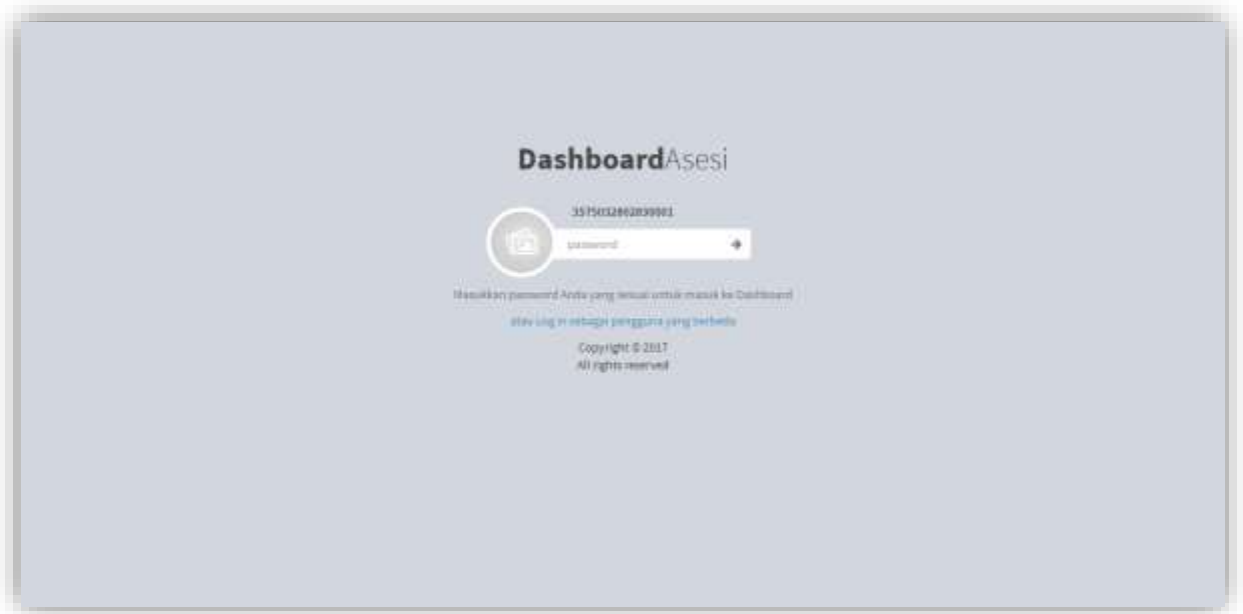 DashboardAsesi
3575032802830001
password
Masukkan password Anda yang sesuai untuk masuk ke Dashboard
atau Log in sebagai pengguna yang berbeda
Copyright © 2017
All rights reserved